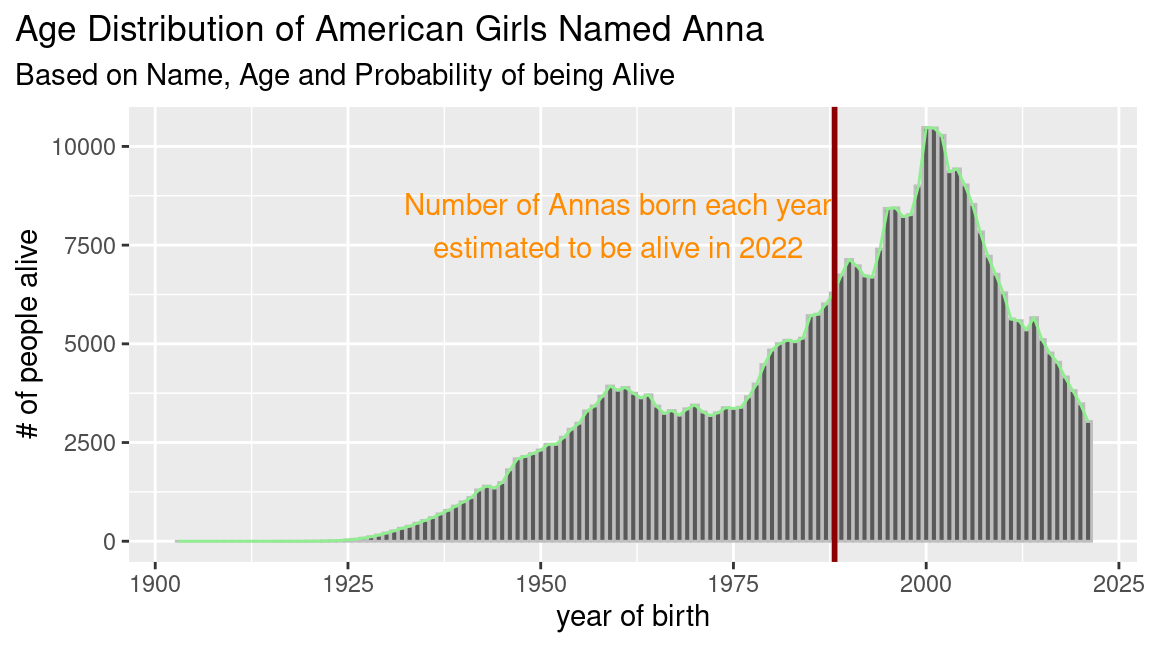 Age Distribution of American Girls Named Anna
Based on Name, Age and Probability of being Alive
10000
7500
5000
2500
0
# of people alive
Number of Annas born each year
estimated to be alive in 2022
1900
1925
1950
1975
2000
2025
year of birth